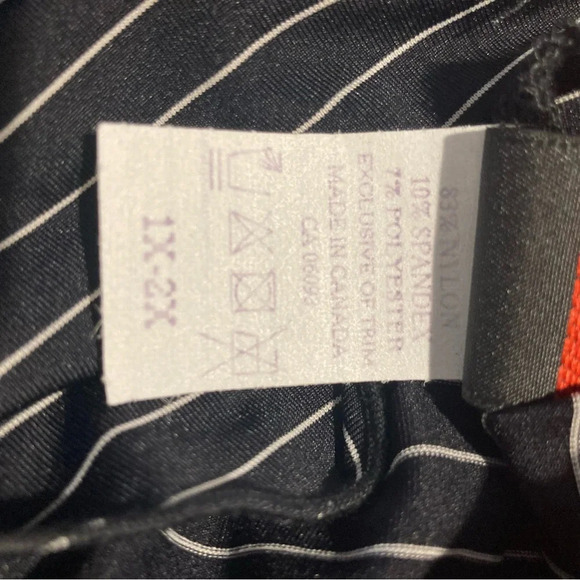 83% NYLON
10% SPANDEX
7% POLYESTER
EXCLUSIVE OF TRIM
MADE IN CANADA
CA 06093
1X-2X